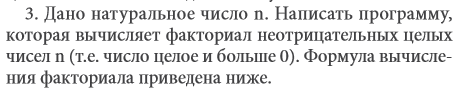 3. Дано натуральное число n. Написать программу,
которая вычисляет факториал неотрицательных целых
чисел n (т.е. число целое и больше 0). Формула вычисле-
ния факториала приведена ниже.